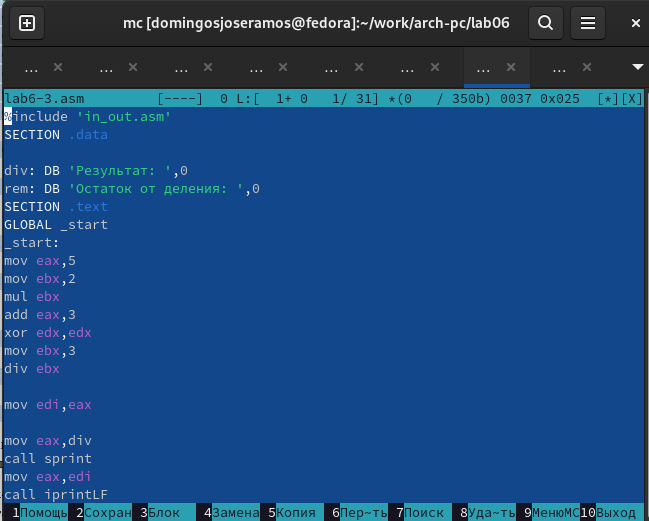 mc [domingosjoseramos@fedora]:~/work/arch-pc/lab06
... ... ... ... ... ... ... ...
lab6-3.asm [----] 0 L:[ 1+ 0 1/ 31] *(0 / 350b) 0037 0x025 [*][X]
%include 'in_out.asm'
SECTION .data
div: DB 'Результат: ',0
rem: DB 'Остаток от деления: ',0
SECTION .text
GLOBAL _start
_start:
mov eax,5
mov ebx,2
mul ebx
add eax,3
xor edx,edx
mov ebx,3
div ebx
mov edi,eax
mov eax,div
call sprint
mov eax,edi
call iprintLF
1Помощь 2Сохран 3Блок 4Замена 5Копия 6Пер~ть 7Поиск 8Уда~ть 9МенюMC 10Выход